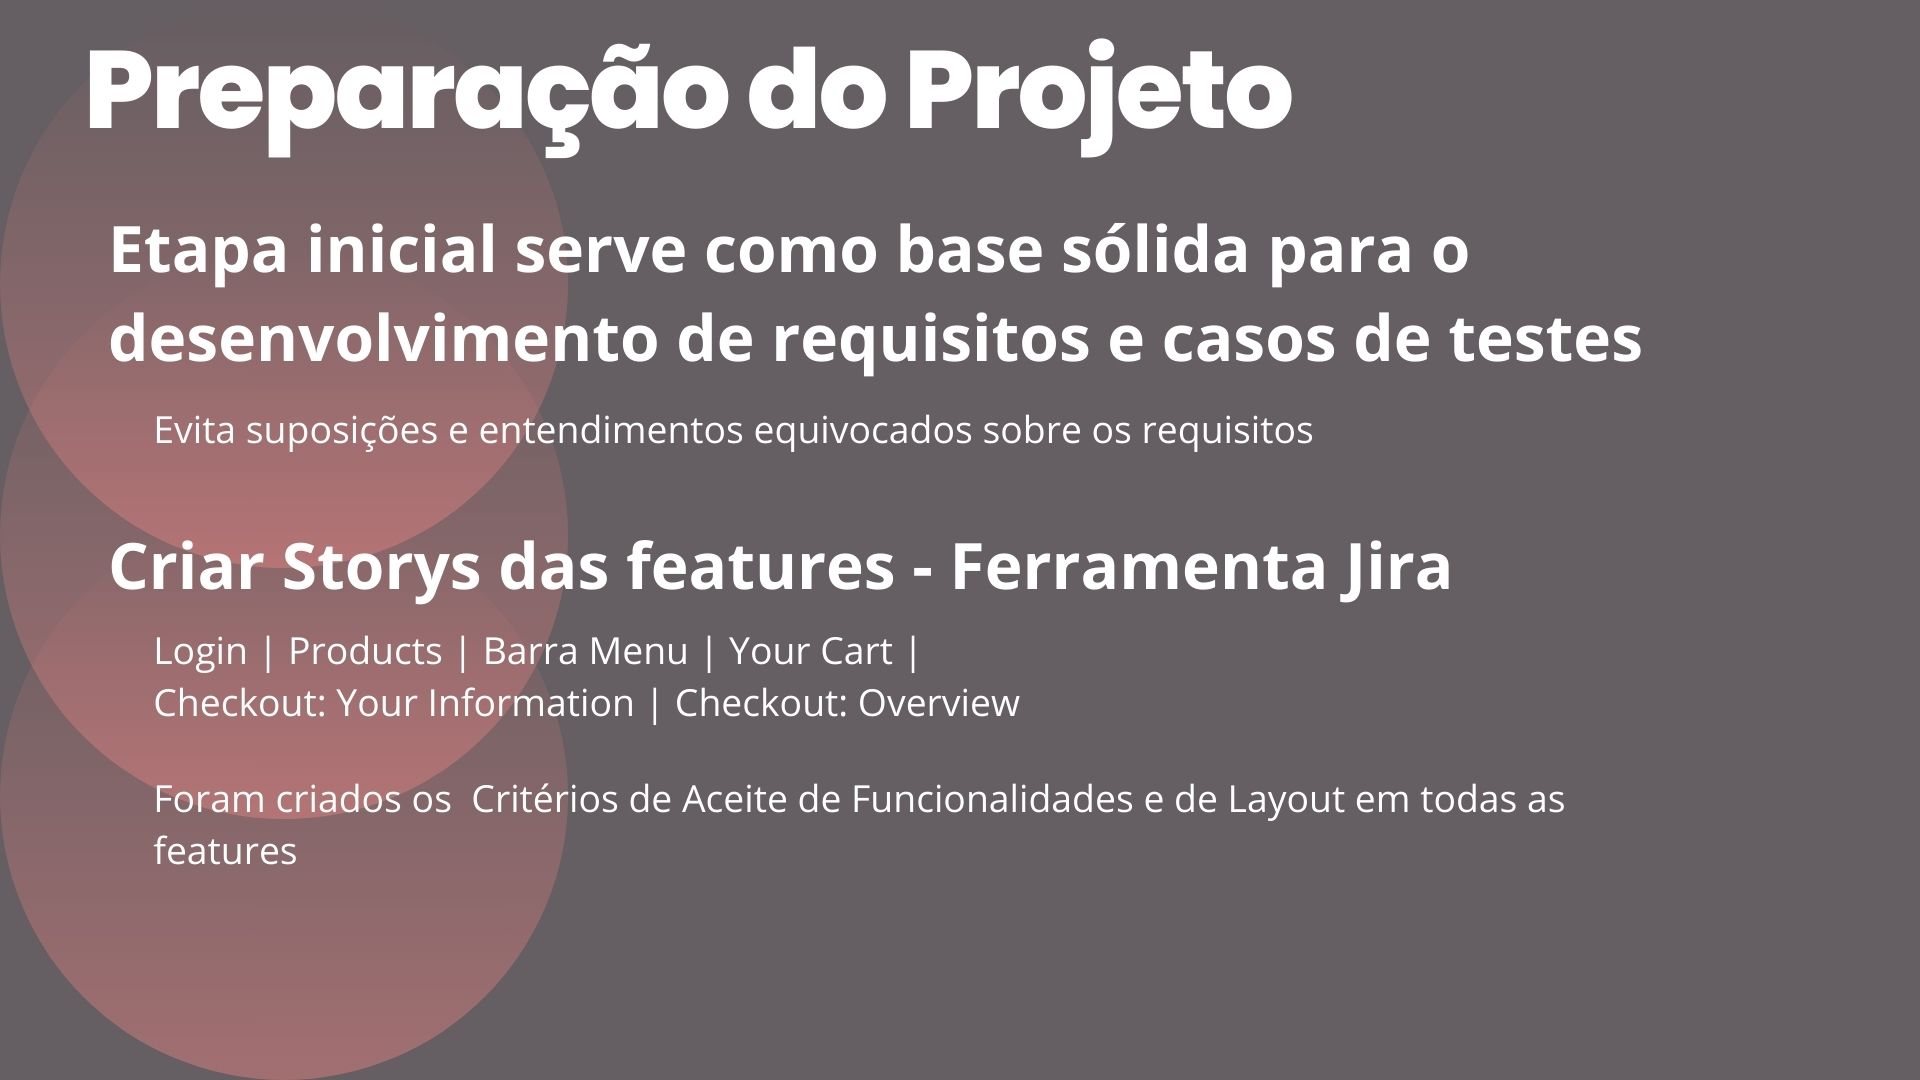 Preparação do Projeto
Etapa inicial serve como base sólida para o
desenvolvimento de requisitos e casos de testes
Evita suposições e entendimentos equivocados sobre os requisitos
Criar Storys das features - Ferramenta Jira
Login | Products | Barra Menu | Your Cart |
Checkout: Your Information | Checkout: Overview
Foram criados os  Critérios de Aceite de Funcionalidades e de Layout em todas as
features